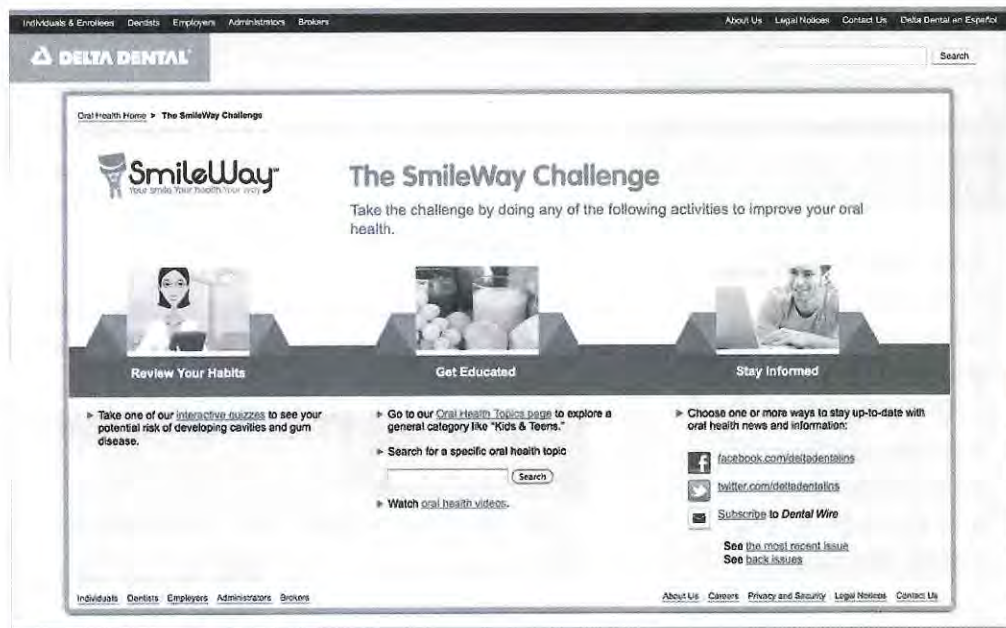 Individuals & Enrollees Dentists Employers Administrators Brokers
About Us Legal Notices Contact Us Delta Dental en Español
DELTA DENTAL
Search
Oral Health Home > The SmileWay Challenge
SmileWay™
Your smile Your health Your way
The SmileWay Challenge
Take the challenge by doing any of the following activities to improve your oral
health.
Review Your Habits
Take one of our interactive quizzes to see your
potential risk of developing cavities and gum
disease.
Get Educated
Go to our Oral Health Topics page to explore a
general category like "Kids & Teens."
Search for a specific oral health topic
Search
Watch oral health videos.
Stay Informed
Choose one or more ways to stay up-to-date with
oral health news and information:
facebook.com/deltadentalins
twitter.com/deltadentalins
Subscribe to Dental Wire
See the most recent issue
See back issues
Individuals Dentists Employers Administrators Brokers
About Us Careers Privacy and Security Legal Notices Contact Us